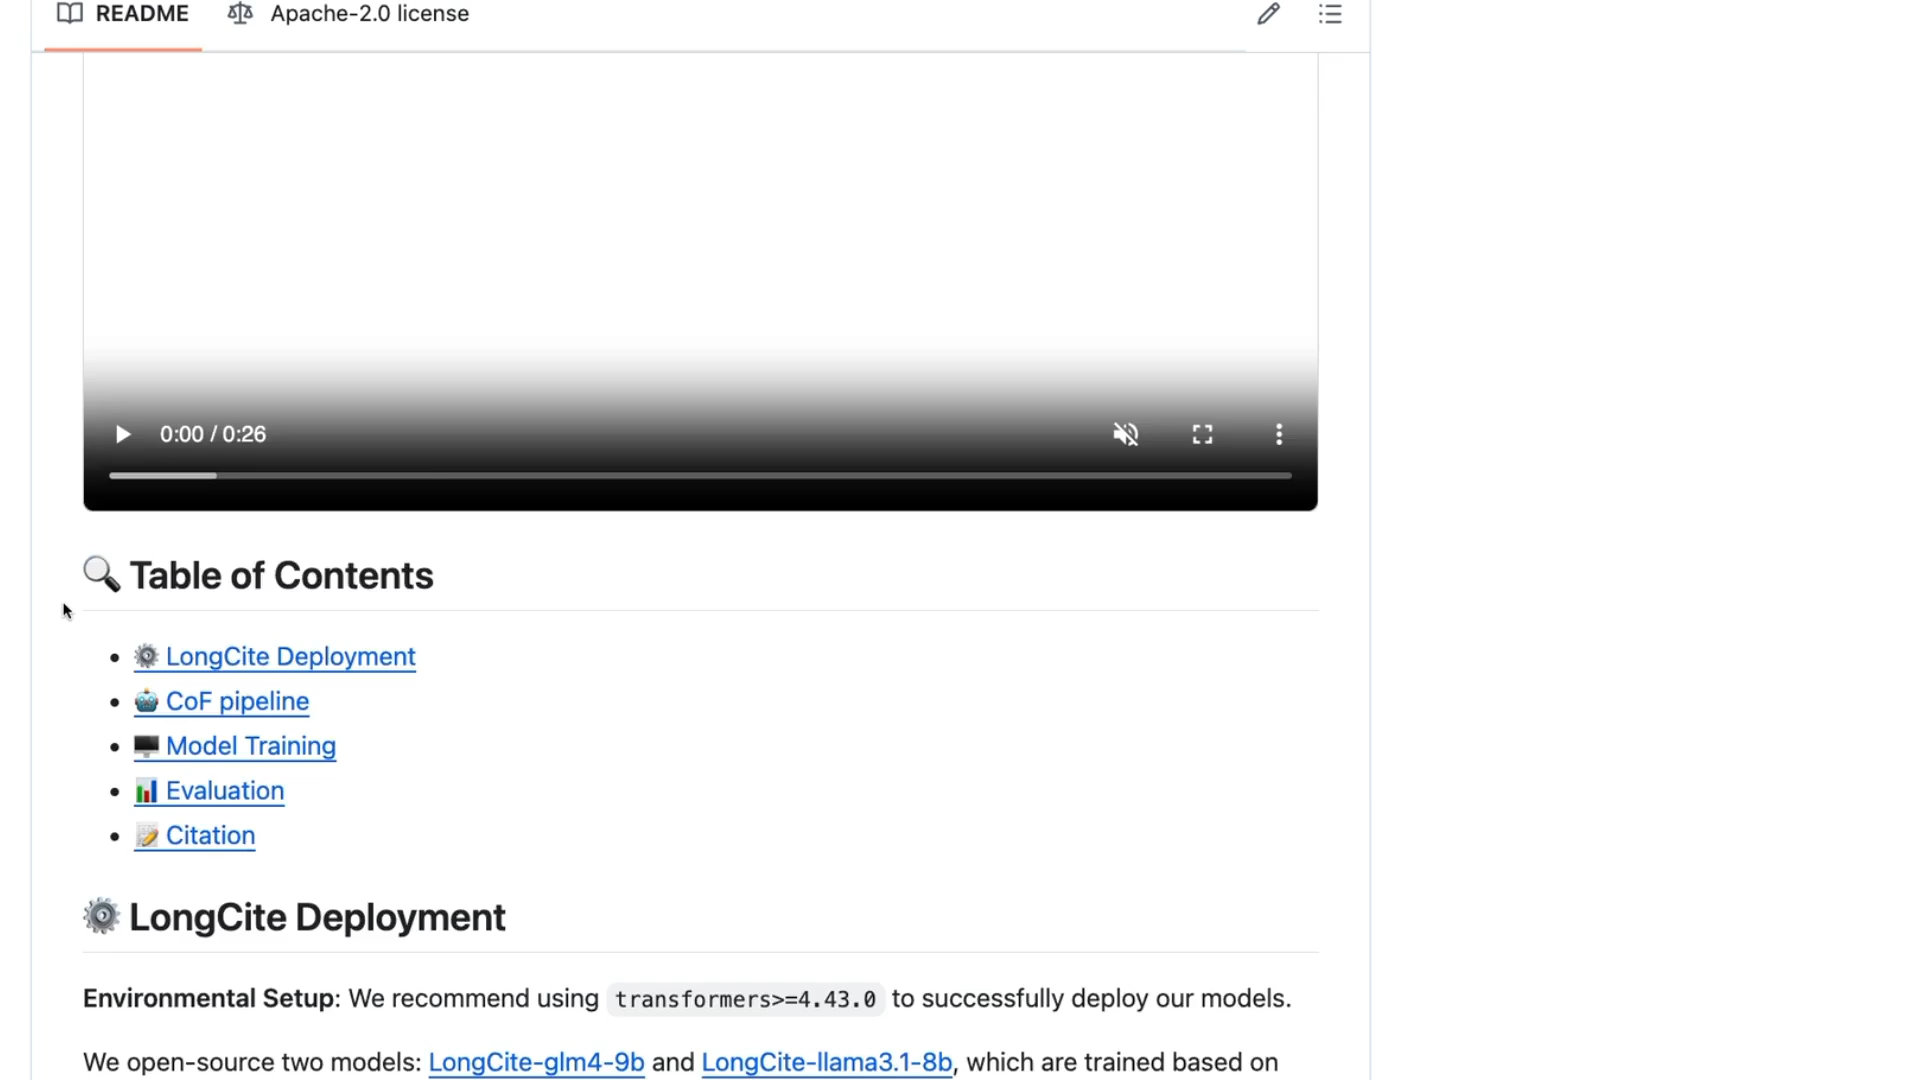 README Apache-2.0 license
0:00 / 0:26
Table of Contents
LongCite Deployment
CoF pipeline
Model Training
Evaluation
Citation
LongCite Deployment
Environmental Setup: We recommend using transformers>=4.43.0 to successfully deploy our models.
We open-source two models: LongCite-glm4-9b and LongCite-llama3.1-8b, which are trained based on